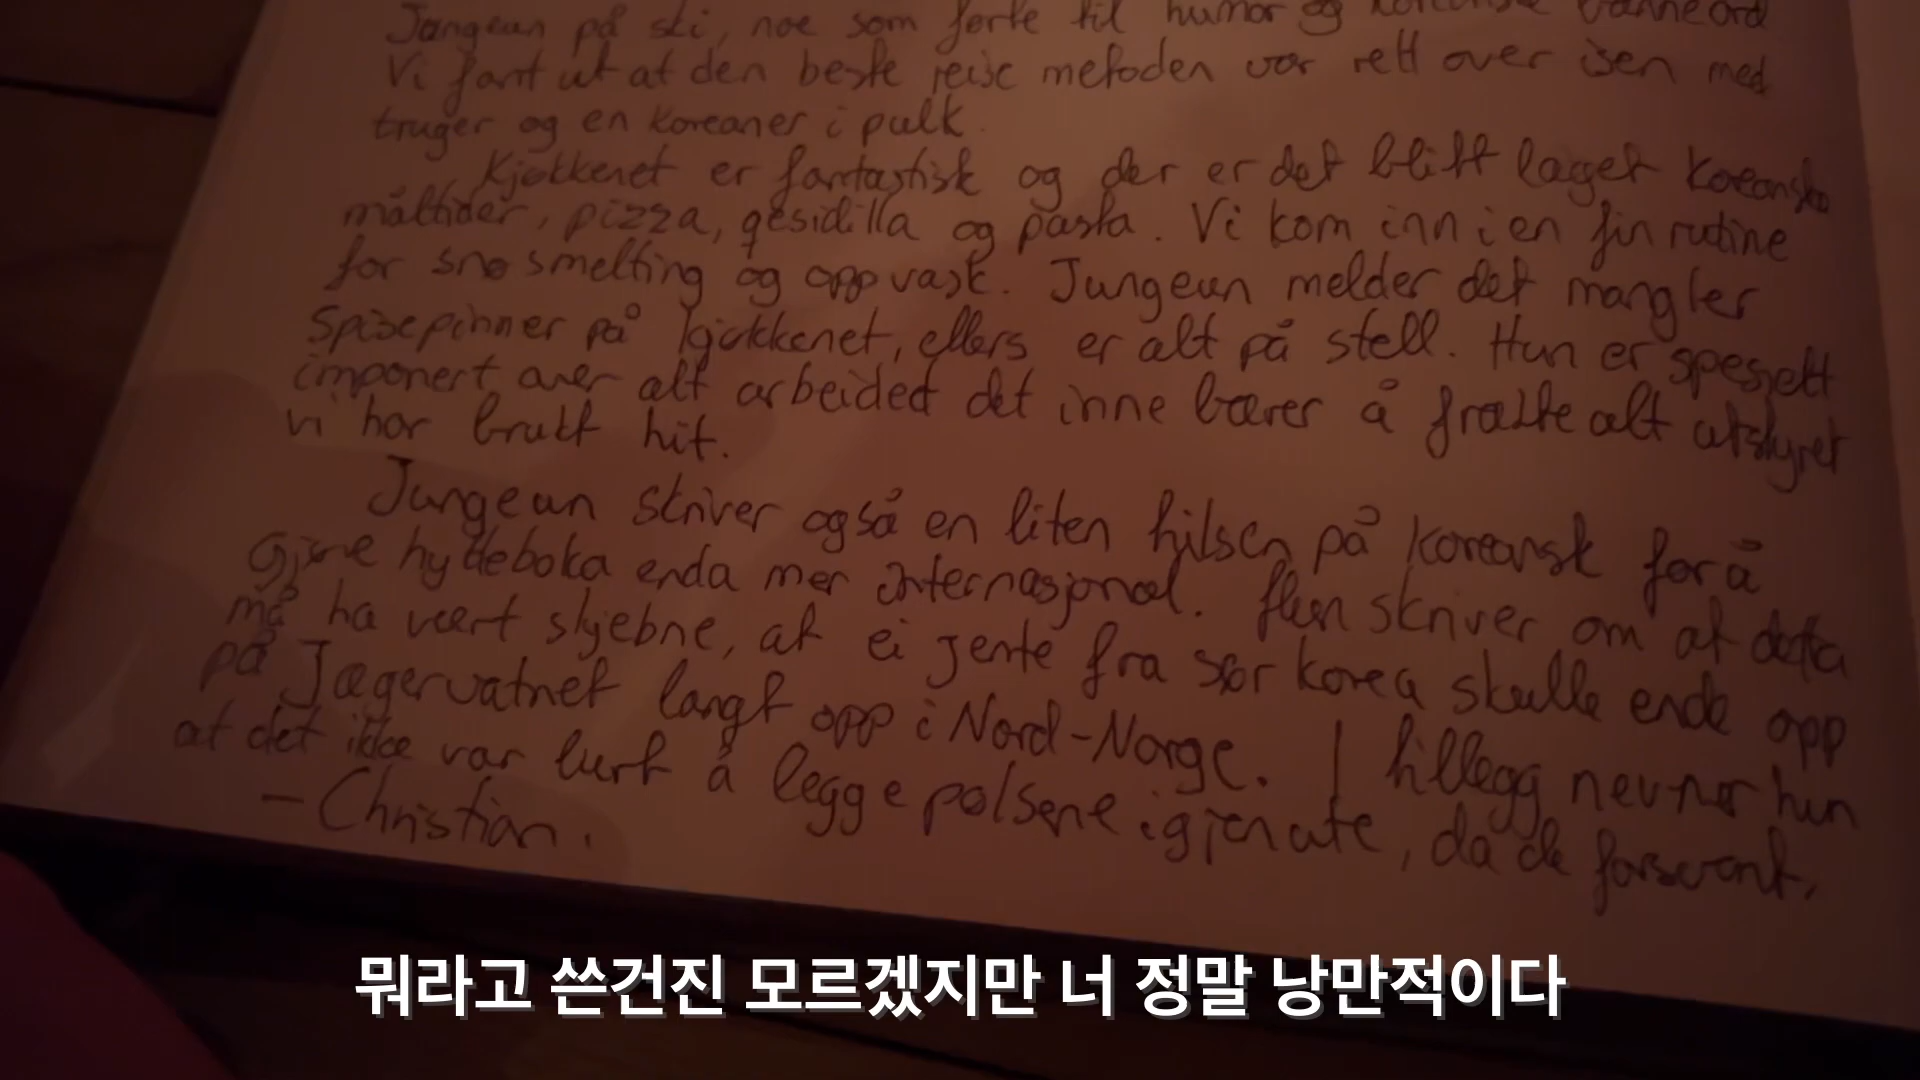 Jungeun på ski, noe som førte til humor og koreanske banneord
Vi fant ut at den beste reise metoden var rett over isen med
truger og en koreaner i pulk.
Kjøkkenet er fantastisk og der er det blitt laget koreanske
måltider, pizza, qesidilla og pasta. Vi kom inn i en fin rutine
for snø smelting og oppvask. Jungeun melder det mangler
Spisepinner på kjøkkenet, ellers er alt på stell. Hun er spesjelt
imponert over alt arbeidet det inne bærer å frakte alt utstyret
vi har brukt hit.
Jungeun skriver også en liten hilsen på koreansk for å
Gjøre hytteboka enda mer internasjonal. Hun skriver om at dette
må ha vært skjebne, at ei jente fra sør korea skulle ende opp
på Jægervatnet langt opp i Nord-Norge. I tillegg nevner hun
at det ikke var lurt å legge pølsene i gjenute, da de forsvant,
- Christian.
뭐라고 쓴건진 모르겠지만 너 정말 낭만적이다